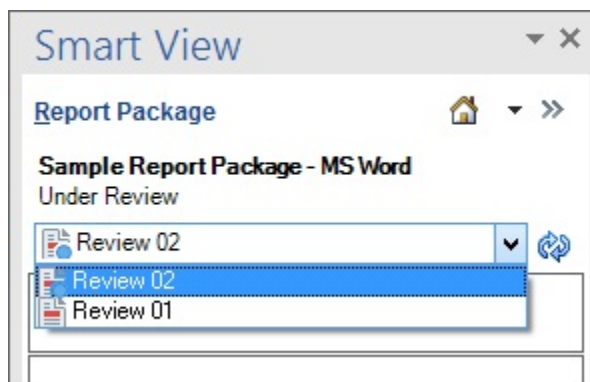 Smart View
Report Package
Sample Report Package - MS Word
Under Review
Review 02
Review 02
Review 01